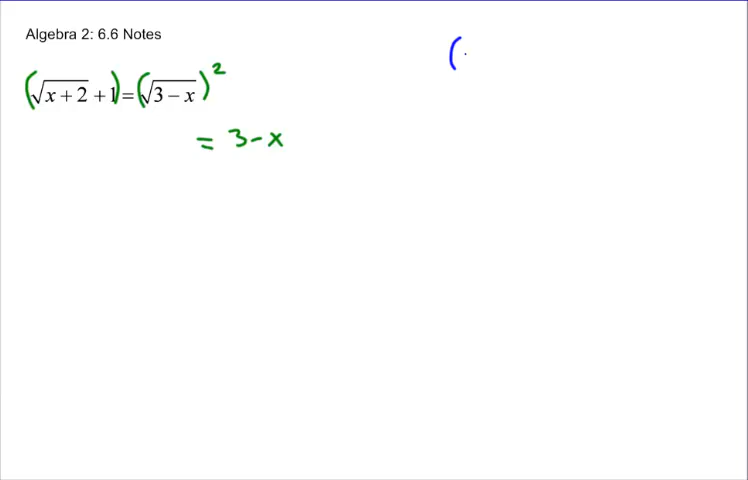 Algebra 2: 6.6 Notes
(
(√x+2 + 1) = (√3−x)²
= 3−x